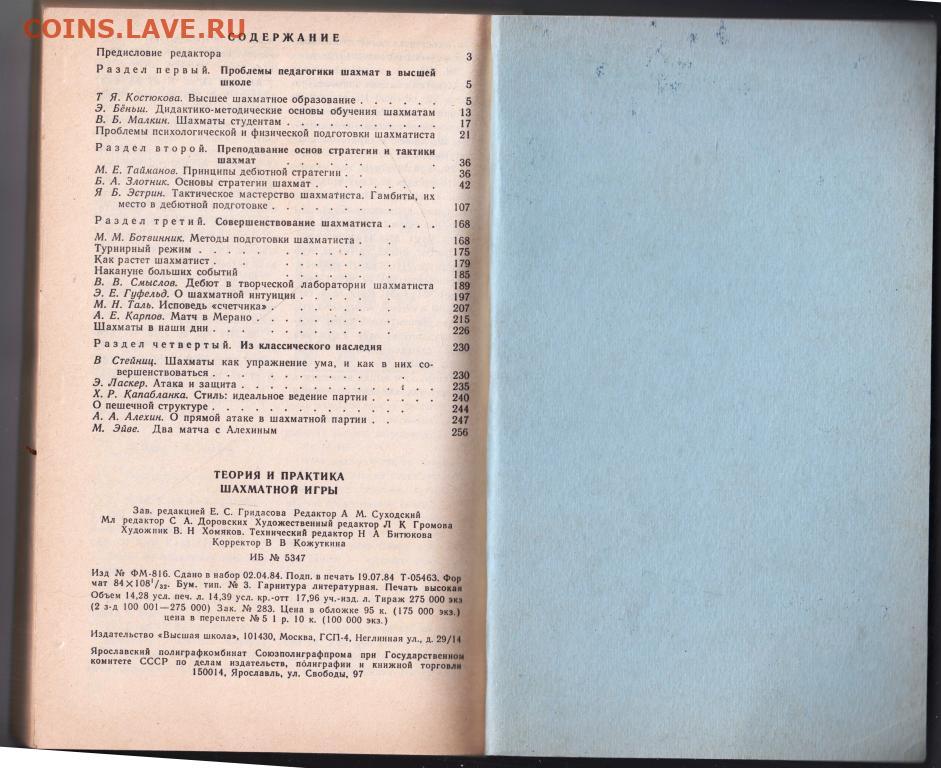 COINS.LAVE.RU
СОДЕРЖАНИЕ
Предисловие редактора 3
Раздел первый. Проблемы педагогики шахмат в высшей
школе 5
Т Я. Костюкова. Высшее шахматное образование . . . . . . 5
Э. Бёньш. Дидактико-методические основы обучения шахматам 13
В. Б. Малкин. Шахматы студентам . . . . . . . . . . . 17
Проблемы психологической и физической подготовки шахматиста 21
Раздел второй. Преподавание основ стратегии и тактики
шахмат . . . . . . 36
М. Е. Тайманов. Принципы дебютной стратегии . . 36
Б. А. Злотник. Основы стратегии шахмат . . . . . . 42
Я Б. Эстрин. Тактическое мастерство шахматиста. Гамбиты, их
место в дебютной подготовке . . . . . . . . 107
Раздел третий. Совершенствование шахматиста . . . . 168
М. М. Ботвинник. Методы подготовки шахматиста . . 168
Турнирный режим . . . . . . . . . . 175
Как растет шахматист . . . . . . . . . 179
Накануне больших событий . . . . . . 185
В. В. Смыслов. Дебют в творческой лаборатории шахматиста 189
Э. Е. Гуфельд. О шахматной интуиции . . . . . . 197
М. Н. Таль. Исповедь «счетчика» . . . . . . . 207
А. Е. Карпов. Матч в Мерано . . . . . . . . 215
Шахматы в наши дни . . . . . . . . . . 226
Раздел четвертый. Из классического наследия 230
В Стейниц. Шахматы как упражнение ума, и как в них со-
вершенствоваться . . . . . . . . . . 230
Э. Ласкер. Атака и защита . . . . . . . . . . . . 235
Х. Р. Капабланка. Стиль: идеальное ведение партии . . . . . 240
О пешечной структуре . . . . . . . . . . . 244
А. А. Алехин. О прямой атаке в шахматной партии . . 247
М. Эйве. Два матча с Алехиным 256
ТЕОРИЯ И ПРАКТИКА
ШАХМАТНОЙ ИГРЫ
Зав. редакцией Е. С. Гридасова Редактор А М. Суходский
Мл редактор С А. Доровских Художественный редактор Л К Громова
Художник В. Н Хомяков. Технический редактор Н А Битюкова
Корректор В В Кожуткина
ИБ № 5347
Изд № ФМ-816. Сдано в набор 02.04.84. Подп. в печать 19.07.84 Т-05463. Фор
мат 84×108¹/₃₂. Бум. тип. № 3. Гарнитура литературная. Печать высокая
Объем 14,28 усл. печ. л. 14,39 усл. кр.-отт 17,96 уч.-изд. л. Тираж 275 000 экз
(2 з-д 100 001—275 000) Зак. № 283. Цена в обложке 95 к. (175 000 экз.)
цена в переплете №5 1 р. 10 к. (100 000 экз.)
Издательство «Высшая школа», 101430, Москва, ГСП-4, Неглинная ул., д. 29/14
Ярославский полиграфкомбинат Союзполиграфпрома при Государственном
комитете СССР по делам издательств, полиграфии и книжной торговли
150014, Ярославль, ул. Свободы, 97